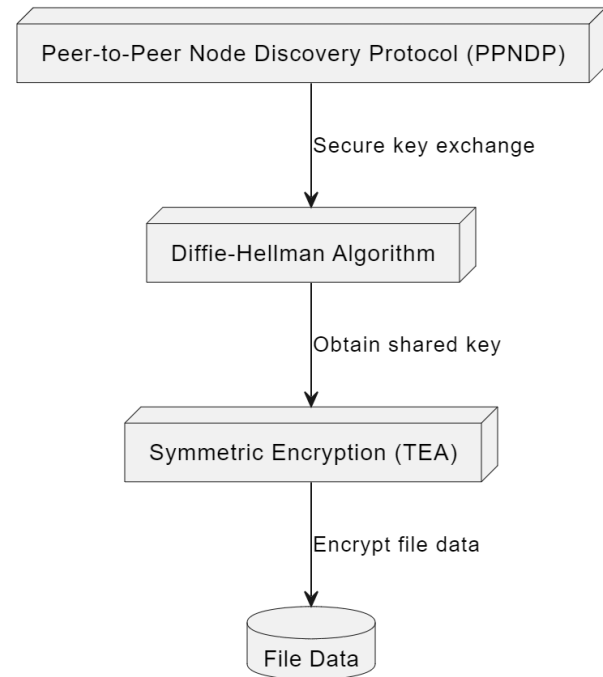 Peer-to-Peer Node Discovery Protocol (PPNDP)
Secure key exchange
Diffie-Hellman Algorithm
Obtain shared key
Symmetric Encryption (TEA)
Encrypt file data
File Data